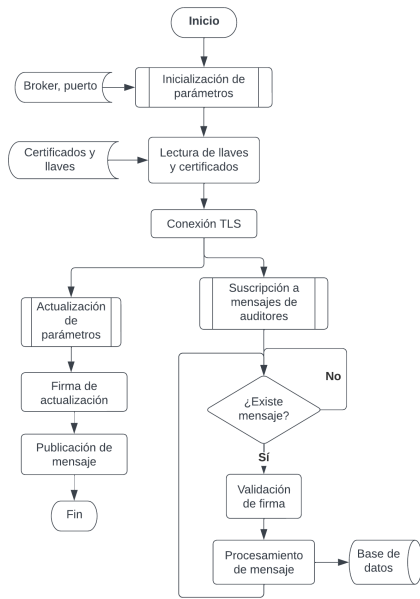 Inicio
Broker, puerto
Inicialización de
parámetros
Certificados y
llaves
Lectura de llaves
y certificados
Conexión TLS
Actualización
de
parámetros
Suscripción a
mensajes de
auditores
Firma de
actualización
No
¿Existe
mensaje?
Publicación de
mensaje
Sí
Fin
Validación
de firma
Procesamiento
de mensaje
Base de
datos